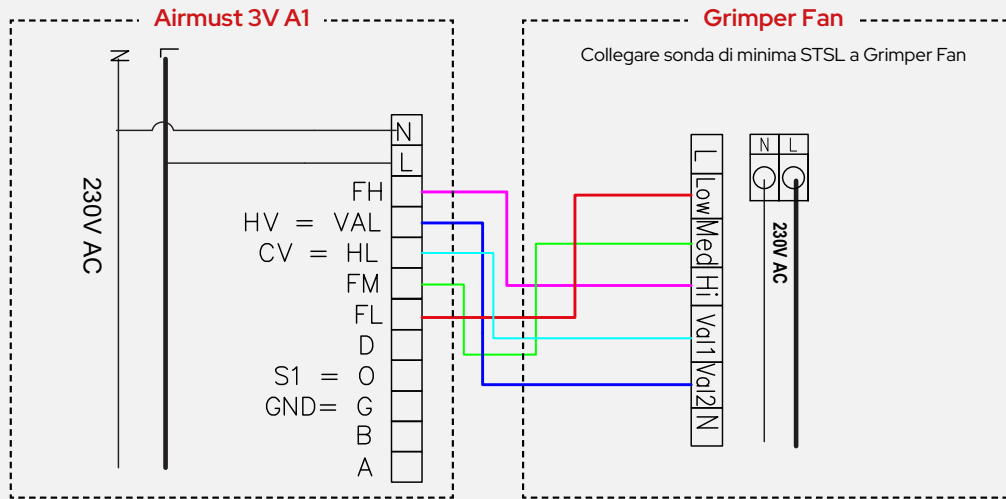 Airmust 3V A1
N
L
230V AC
N
L
FH
HV = VAL
CV = HL
FM
FL
D
S1 = O
GND= G
B
A
Grimper Fan
Collegare sonda di minima STSL a Grimper Fan
L
Low
Med
Hi
Val1
Val2
N
N L
230V AC